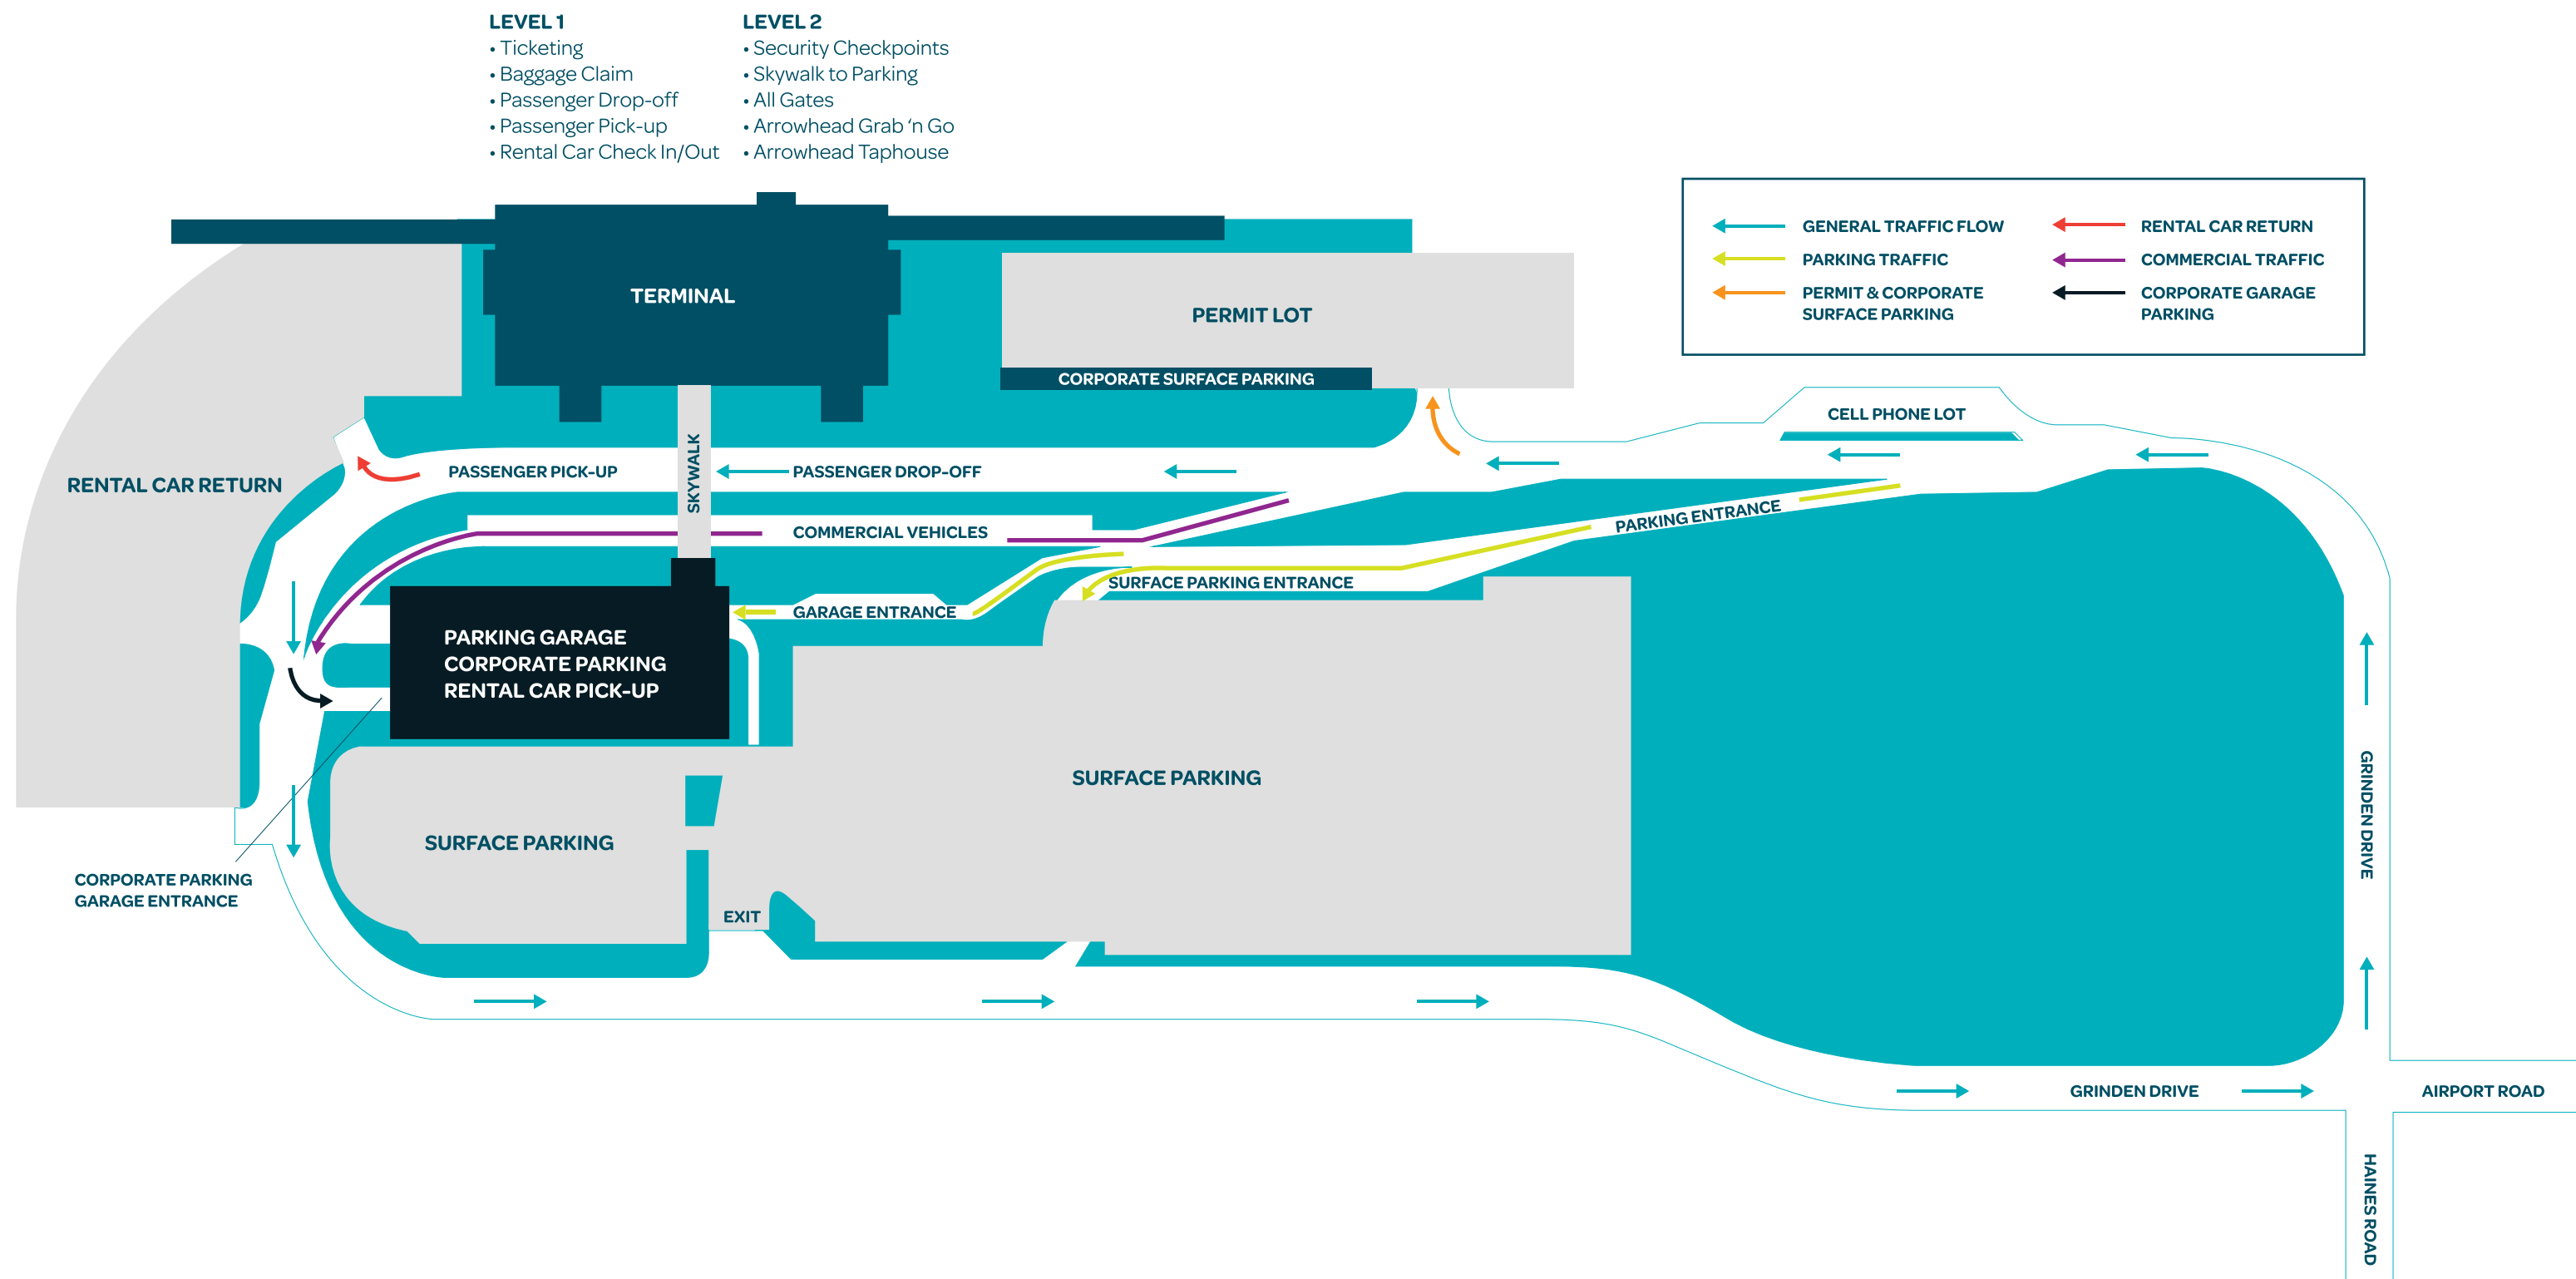 LEVEL 1
• Ticketing
• Baggage Claim
• Passenger Drop-off
• Passenger Pick-up
• Rental Car Check In/Out
LEVEL 2
• Security Checkpoints
• Skywalk to Parking
• All Gates
• Arrowhead Grab ‘n Go
• Arrowhead Taphouse
GENERAL TRAFFIC FLOW
PARKING TRAFFIC
PERMIT & CORPORATE
SURFACE PARKING
RENTAL CAR RETURN
COMMERCIAL TRAFFIC
CORPORATE GARAGE
PARKING
TERMINAL
PERMIT LOT
CORPORATE SURFACE PARKING
CELL PHONE LOT
RENTAL CAR RETURN
PASSENGER PICK-UP
SKYWALK
PASSENGER DROP-OFF
COMMERCIAL VEHICLES
PARKING ENTRANCE
SURFACE PARKING ENTRANCE
GARAGE ENTRANCE
PARKING GARAGE
CORPORATE PARKING
RENTAL CAR PICK-UP
SURFACE PARKING
SURFACE PARKING
CORPORATE PARKING
GARAGE ENTRANCE
EXIT
GRINDEN DRIVE
GRINDEN DRIVE
AIRPORT ROAD
HAINES ROAD